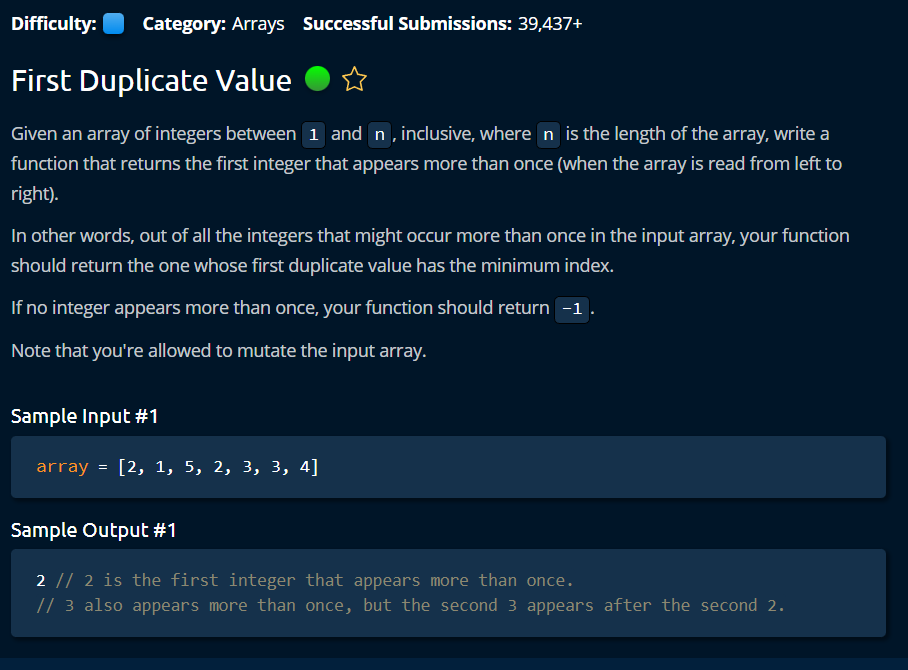 Difficulty: Category: Arrays Successful Submissions: 39,437+
First Duplicate Value
Given an array of integers between 1 and n, inclusive, where n is the length of the array, write a
function that returns the first integer that appears more than once (when the array is read from left to
right).
In other words, out of all the integers that might occur more than once in the input array, your function
should return the one whose first duplicate value has the minimum index.
If no integer appears more than once, your function should return -1.
Note that you're allowed to mutate the input array.
Sample Input #1
array = [2, 1, 5, 2, 3, 3, 4]
Sample Output #1
2 // 2 is the first integer that appears more than once.
// 3 also appears more than once, but the second 3 appears after the second 2.